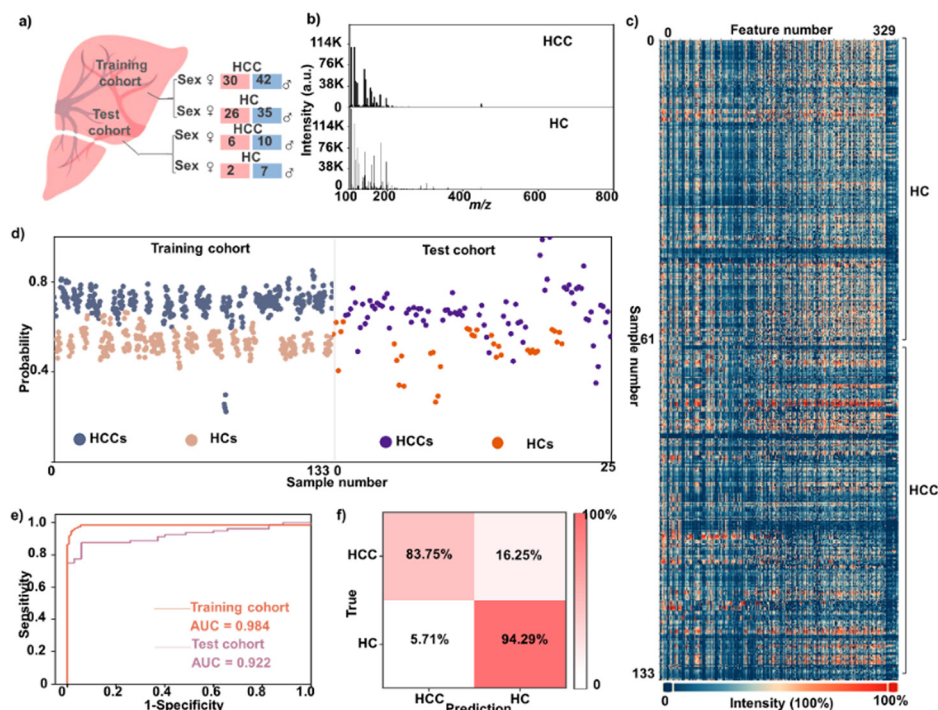 a)
Training
cohort
Test
cohort
HCC
Sex ♀ 30 42 ♂
HC
Sex ♀ 26 35 ♂
HCC
Sex ♀ 6 10 ♂
HC
Sex ♀ 2 7 ♂
b)
Intensity (a.u.)
114K
76K
38K
0
HCC
114K
76K
38K
0
HC
100 200 400 600 800
m/z
c)
Feature number
0 329
0
61
133
Sample number
HC
HCC
0 100%
Intensity (100%)
d)
Training cohort Test cohort
Probability
0.8
0.4
HCCs HCs HCCs HCs
0 133 0 25
Sample number
e)
Sensitivity
1.0
0.8
0.6
0.4
0.2
0
Training cohort
AUC = 0.984
Test cohort
AUC = 0.922
0 0.2 0.4 0.6 0.8 1.0
1-Specificity
f)
True
HCC 83.75% 16.25%
HC 5.71% 94.29%
HCC HC
Prediction
100%
0